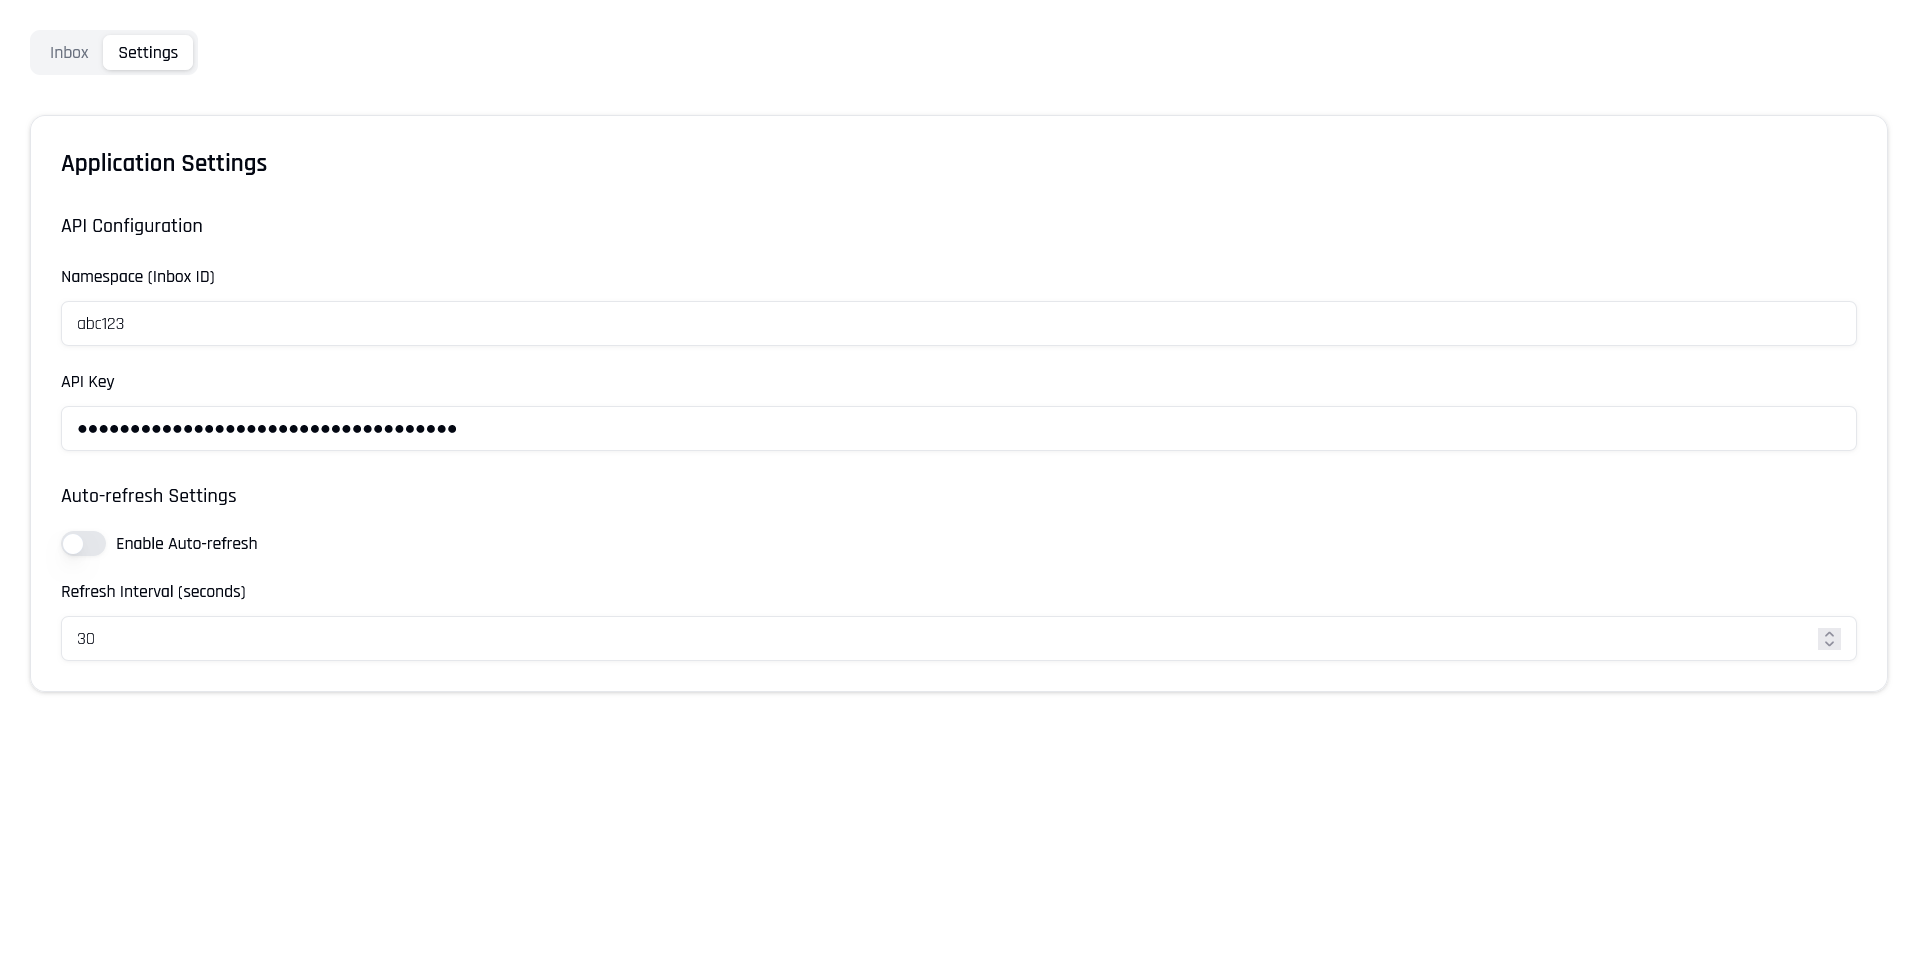 Inbox Settings
Application Settings
API Configuration
Namespace (Inbox ID)
abc123
API Key
••••••••••••••••••••••••••••••••••••
Auto-refresh Settings
Enable Auto-refresh
Refresh Interval (seconds)
30